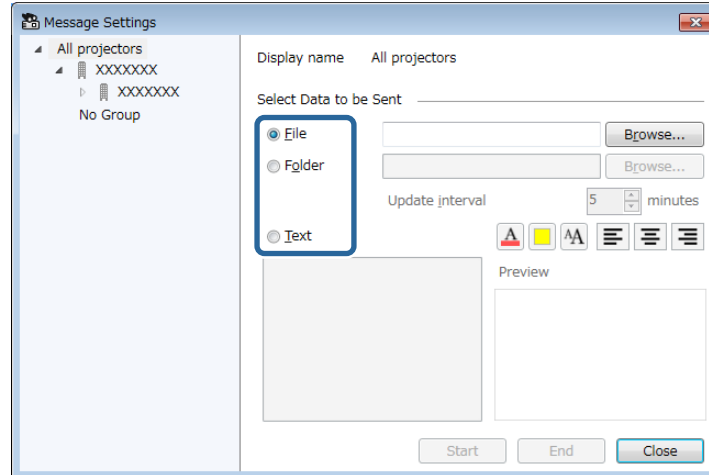 Message Settings
All projectors
XXXXXXX
XXXXXXX
No Group
Display name All projectors
Select Data to be Sent
File Browse...
Folder Browse...
Update interval 5 minutes
Text A AA
Preview
Start End Close